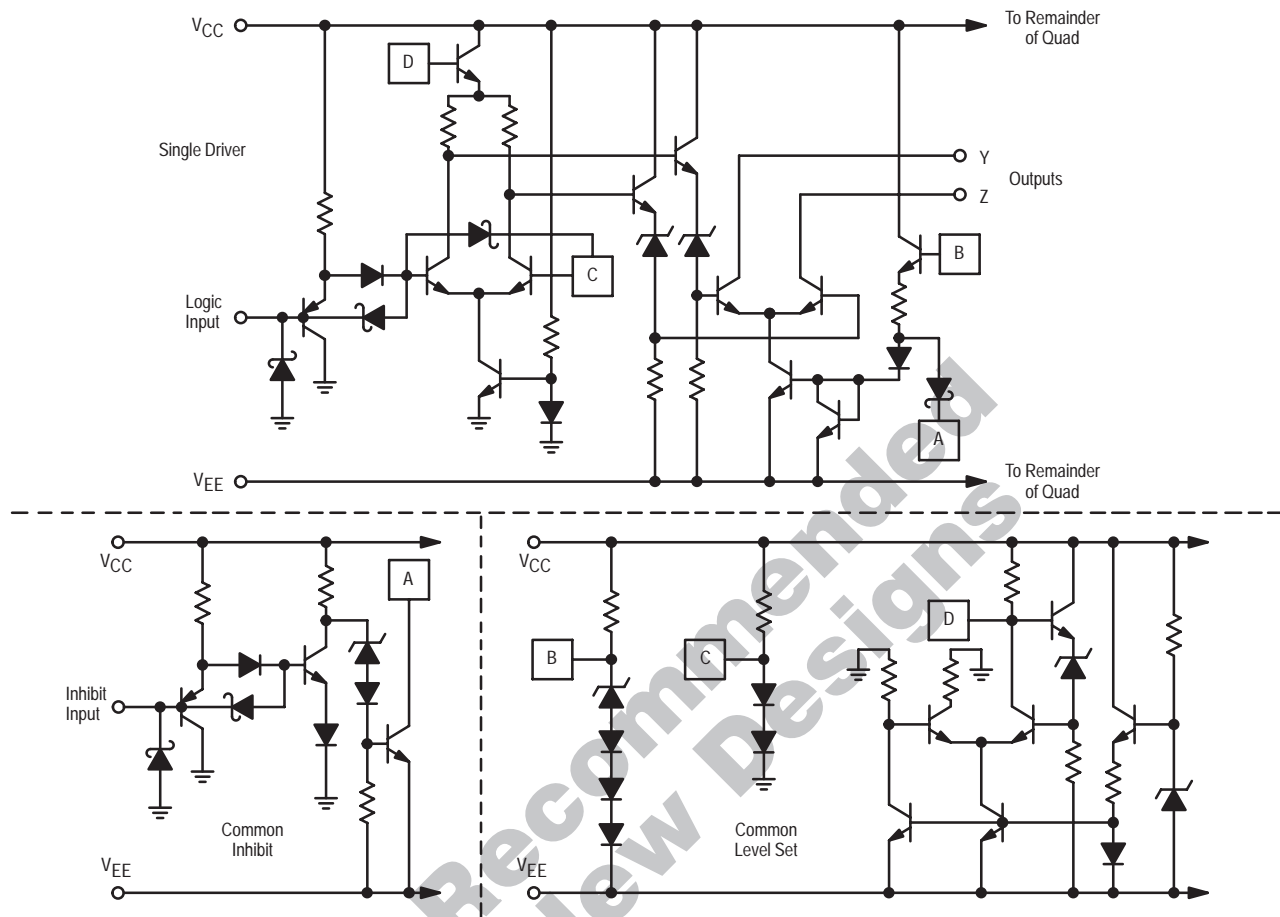 VCC
To Remainder
of Quad
D
Single Driver
Y
Outputs
Z
B
C
Logic
Input
A
VEE
To Remainder
of Quad
VCC
A
Inhibit
Input
Common
Inhibit
VEE
VCC
D
B
C
Common
Level Set
VEE
Recommended
New Designs